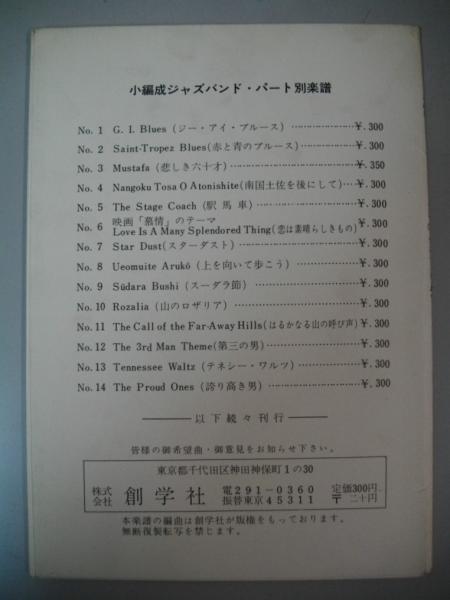 小編成ジャズバンド・パート別楽譜
No. 1 G. I. Blues (ジー・アイ・ブルース) ……………… ¥. 300
No. 2 Saint-Tropez Blues(赤と青のブルース) ……………… ¥. 300
No. 3 Mustafa (悲しき六十才) ……………… ¥. 350
No. 4 Nangoku Tosa O Atonishite(南国土佐を後にして)… ¥. 300
No. 5 The Stage Coach (駅 馬 車) ……………… ¥. 300
No. 6 映画「慕情」のテーマ
Love Is A Many Splendored Thing(恋は素晴らしきもの) ¥. 300
No. 7 Star Dust(スターダスト) ……………… ¥. 300
No. 8 Ueomuite Arukō (上を向いて歩こう) ……………… ¥. 300
No. 9 Sūdara Bushi (スーダラ節) ……………… ¥. 300
No. 10 Rozalia (山のロザリア) ……………… ¥. 300
No. 11 The Call of the Far-Away Hills(はるかなる山の呼び声) ¥. 300
No. 12 The 3rd Man Theme(第三の男) ……………… ¥. 300
No. 13 Tennessee Waltz (テネシー・ワルツ) ……………… ¥. 300
No. 14 The Proud Ones (誇り高き男) ……………… ¥. 300
以 下 続 々 刊 行
皆様の御希望曲・御意見をお知らせ下さい。
東京都千代田区神田神保町1の30
株式会社 創学社 電291-0360 定価300円
振替東京45311 〒 二十円
本楽譜の編曲は創学社が版権をもっております。
無断復製転写を禁じます。